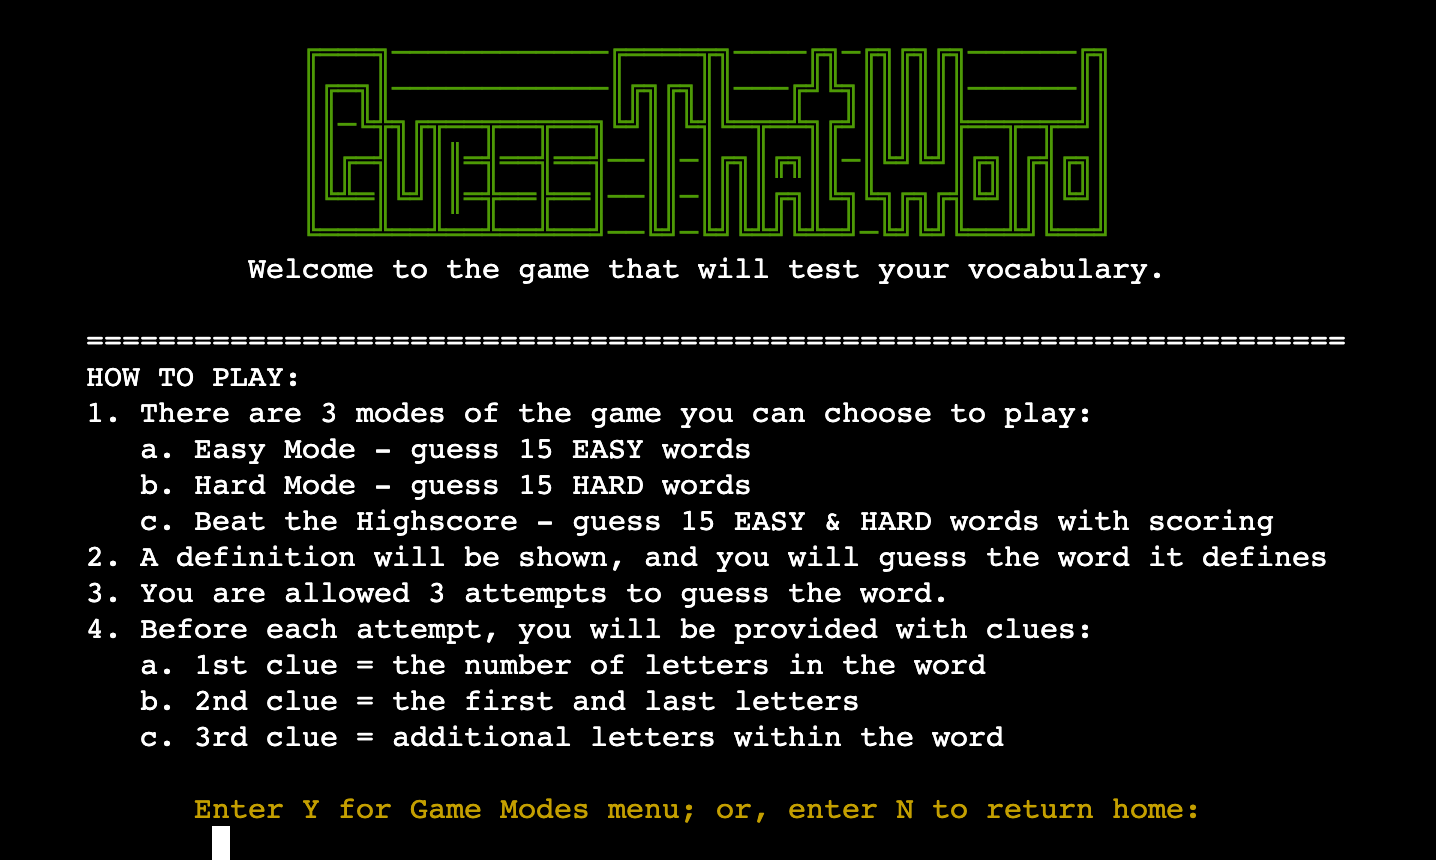 Guess That Word
Welcome to the game that will test your vocabulary.
======================================================================
HOW TO PLAY:
1. There are 3 modes of the game you can choose to play:
a. Easy Mode - guess 15 EASY words
b. Hard Mode - guess 15 HARD words
c. Beat the Highscore - guess 15 EASY & HARD words with scoring
2. A definition will be shown, and you will guess the word it defines
3. You are allowed 3 attempts to guess the word.
4. Before each attempt, you will be provided with clues:
a. 1st clue = the number of letters in the word
b. 2nd clue = the first and last letters
c. 3rd clue = additional letters within the word
Enter Y for Game Modes menu; or, enter N to return home: